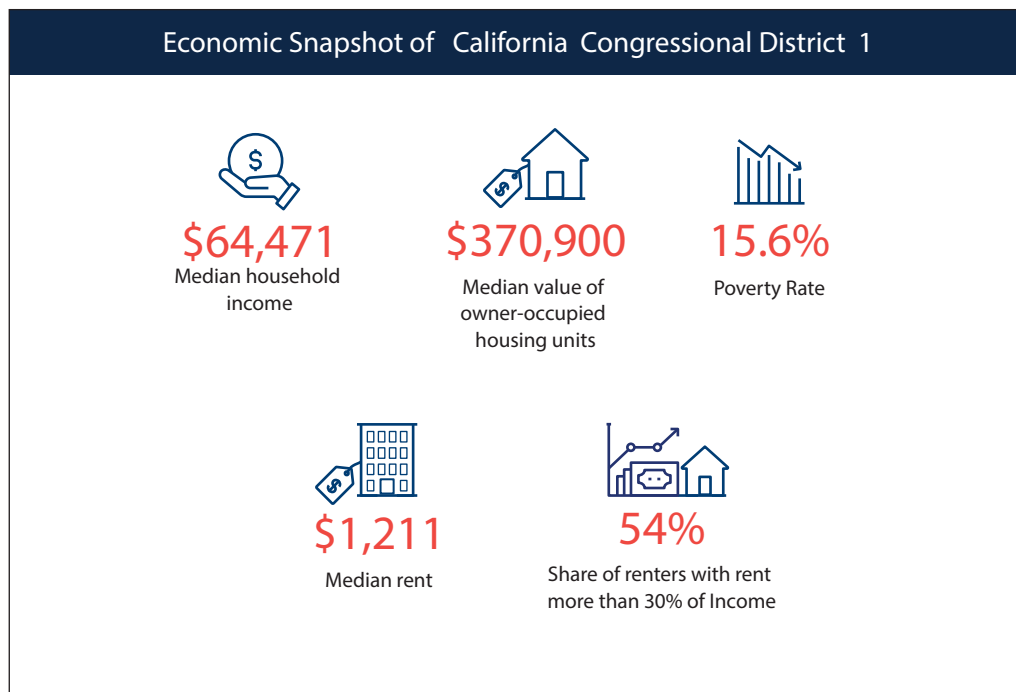 Economic Snapshot of California Congressional District 1
$
$
$64,471
$370,900
15.6%
Median household
income
Median value of
owner-occupied
housing units
Poverty Rate
$
$1,211
54%
Median rent
Share of renters with rent
more than 30% of Income